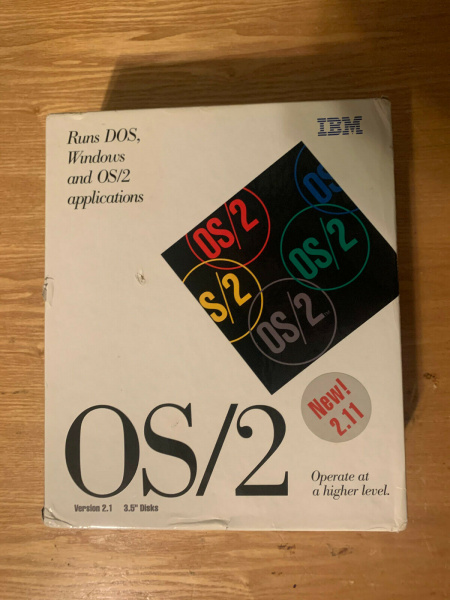 Runs DOS,
Windows
and OS/2
applications
IBM
OS
OS/2
OS/2
S/2
OS/2
New!
2.11
OS/2
Operate at
a higher level.
Version 2.1 3.5" Disks